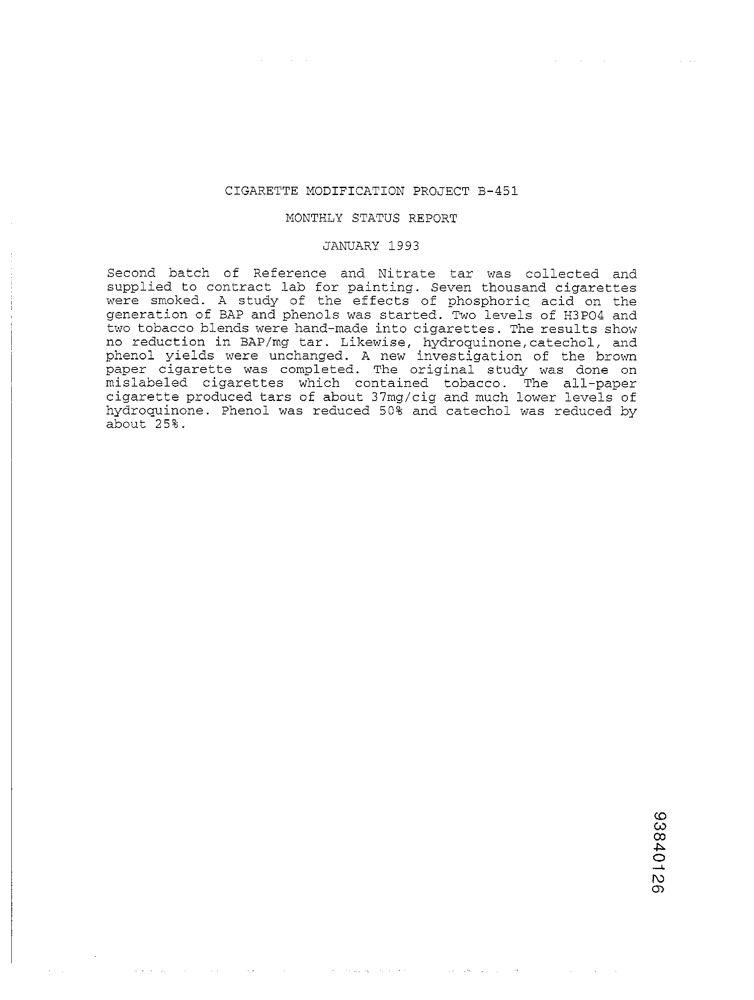 CIGARETTE MODIFICATION PROJECT B-451
MONTHLY STATUS REPORT
JANUARY 1993
Second batch of Reference and Nitrate tar was collected and
supplied to contract lab for painting. Seven thousand cigarettes
were smoked. A study of the effects of phosphoric acid on the
generation of BAP and phenols was started. Two levels of H3PO4 and
two tobacco blends were hand-made into cigarettes. The results show
no reduction in BAP/mg tar. Likewise, hydroquinone,catechol, and
phenol yields were unchanged. A new investigation of the brown
paper cigarette was completed. The original study was done on
mislabeled cigarettes which contained tobacco. The all-paper
cigarette produced tars of about 37mg/cig and much lower levels of
hydroquinone. Phenol was reduced 50% and catechol was reduced by
about 25%.
93840126